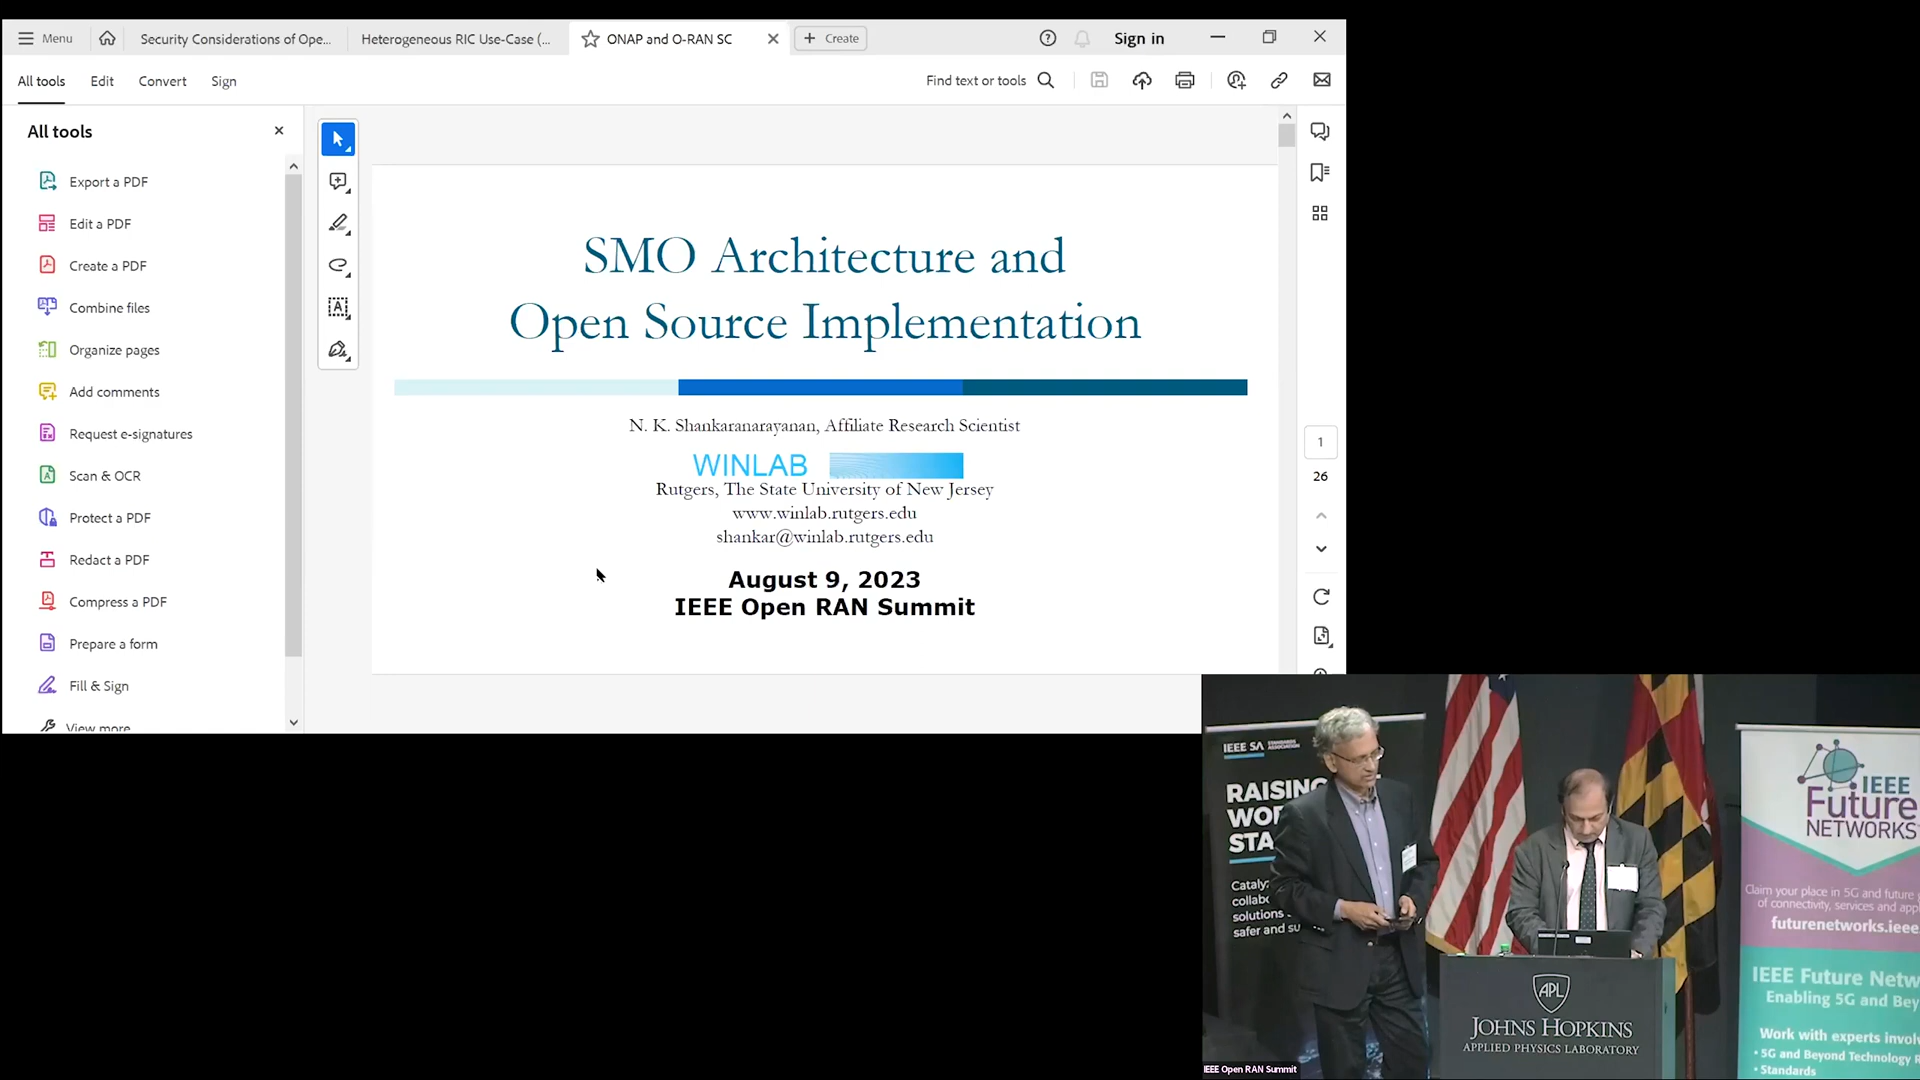 Menu
Security Considerations of Ope...
Heterogeneous RIC Use-Case (...
ONAP and O-RAN SC
Create
Sign in
All tools
Edit
Convert
Sign
Find text or tools
All tools
Export a PDF
Edit a PDF
Create a PDF
Combine files
Organize pages
Add comments
Request e-signatures
Scan & OCR
Protect a PDF
Redact a PDF
Compress a PDF
Prepare a form
Fill & Sign
View more
SMO Architecture and
Open Source Implementation
N. K. Shankaranarayanan, Affiliate Research Scientist
WINLAB
Rutgers, The State University of New Jersey
www.winlab.rutgers.edu
shankar@winlab.rutgers.edu
August 9, 2023
IEEE Open RAN Summit
1
26
IEEE SA STANDARDS ASSOCIATION
RAISING
WO
STA
Cataly
collab
solutions
safer and su
APL
JOHNS HOPKINS
APPLIED PHYSICS LABORATORY
IEEE
Future
NETWORKS
Claim your place in 5G and future
of connectivity, services and app
futurenetworks.ieee
IEEE Future Netw
Enabling 5G and Bey
Work with experts invol
• 5G and Beyond Technology R
• Standards
IEEE Open RAN Summit